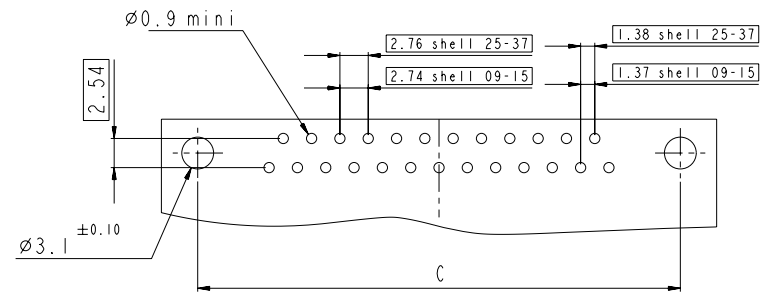 Ø0.9 mini
2.76 shell 25-37
1.38 shell 25-37
2.74 shell 09-15
1.37 shell 09-15
2.54
Ø3.1 ±0.10
C